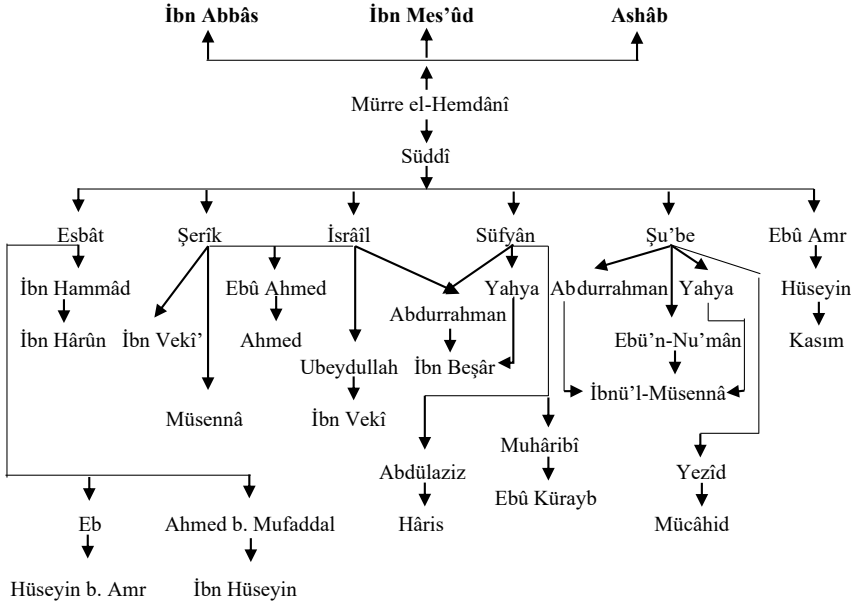 İbn Abbâs İbn Mes’ûd Ashâb
Mürre el-Hemdânî
Süddî
Esbât Şerîk İsrâîl Süfyân Şu’be Ebû Amr
İbn Hammâd Ebû Ahmed Yahya Abdurrahman Yahya Hüseyin
Abdurrahman
İbn Hârûn İbn Vekî’ Ahmed Ebü’n-Nu’mân Kasım
Ubeydullah İbn Beşâr
İbnü’l-Müsennâ
Müsennâ İbn Vekî
Muhâribî
Abdülaziz Yezîd
Ebû Kürayb
Eb Ahmed b. Mufaddal Hâris Mücâhid
Hüseyin b. Amr İbn Hüseyin